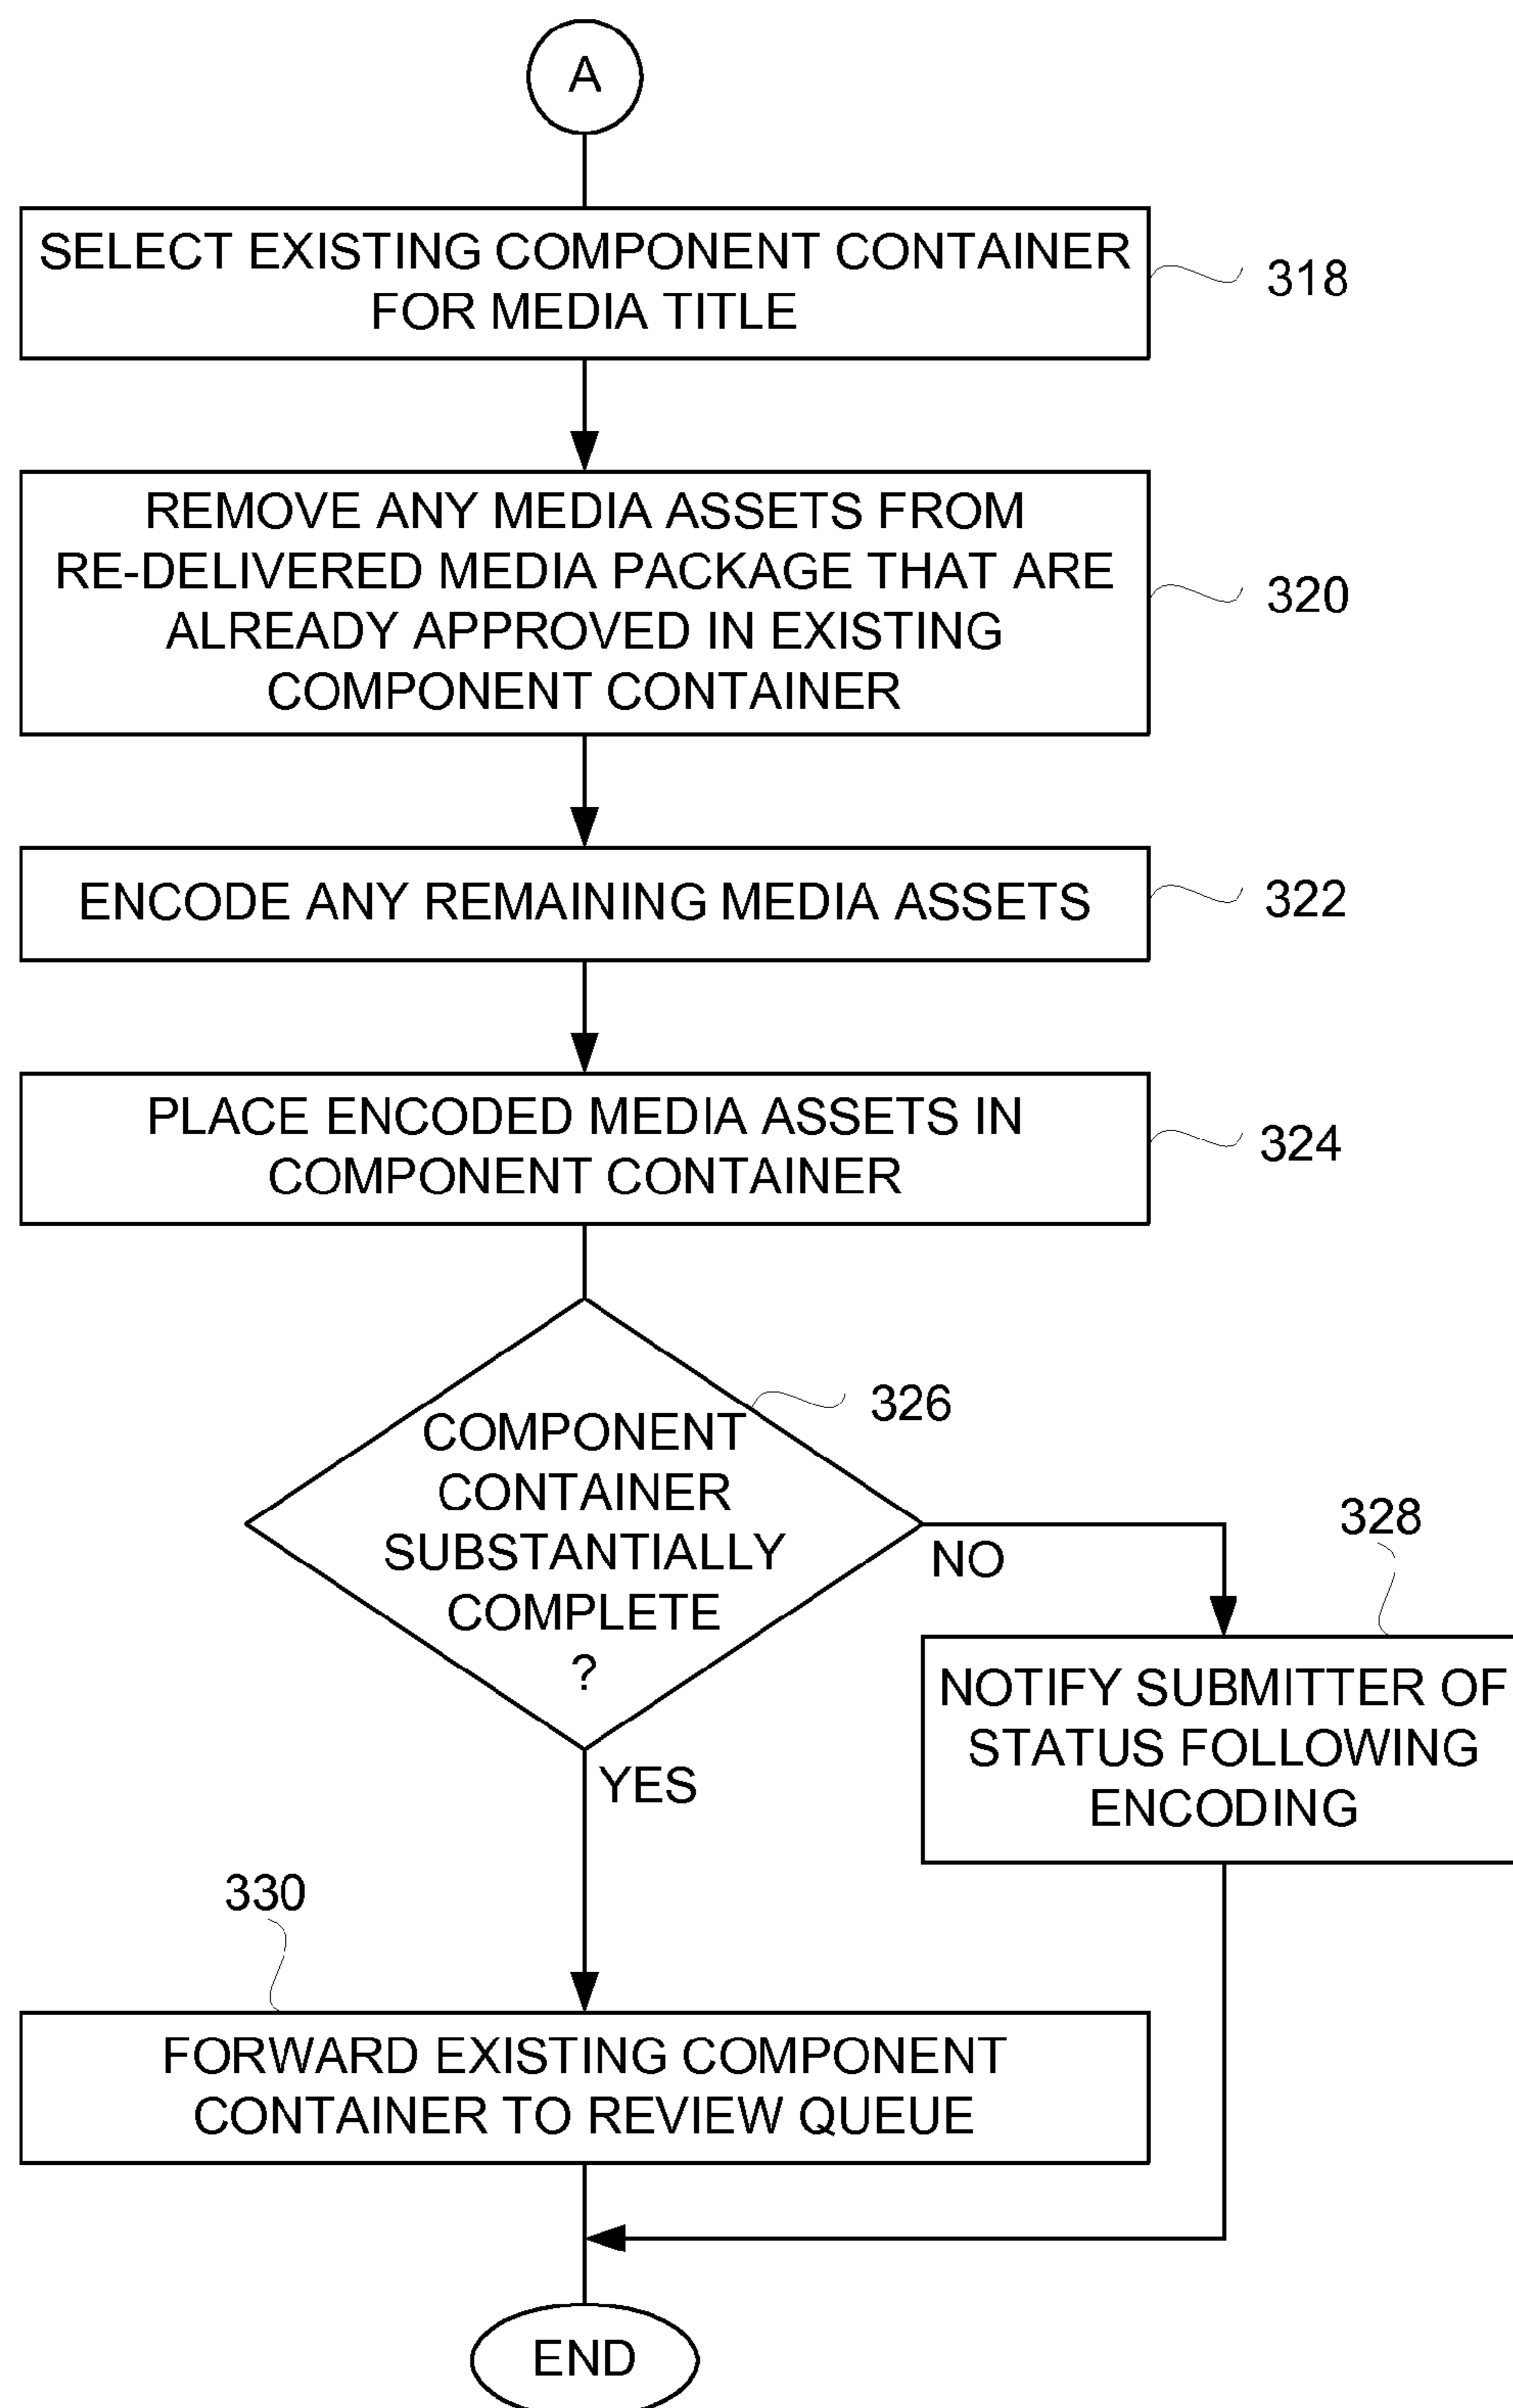 A
SELECT EXISTING COMPONENT CONTAINER
FOR MEDIA TITLE
318
REMOVE ANY MEDIA ASSETS FROM
RE-DELIVERED MEDIA PACKAGE THAT ARE
ALREADY APPROVED IN EXISTING
COMPONENT CONTAINER
320
ENCODE ANY REMAINING MEDIA ASSETS
322
PLACE ENCODED MEDIA ASSETS IN
COMPONENT CONTAINER
324
COMPONENT
CONTAINER
SUBSTANTIALLY
COMPLETE
?
326
NO
328
NOTIFY SUBMITTER OF
STATUS FOLLOWING
ENCODING
YES
330
FORWARD EXISTING COMPONENT
CONTAINER TO REVIEW QUEUE
END